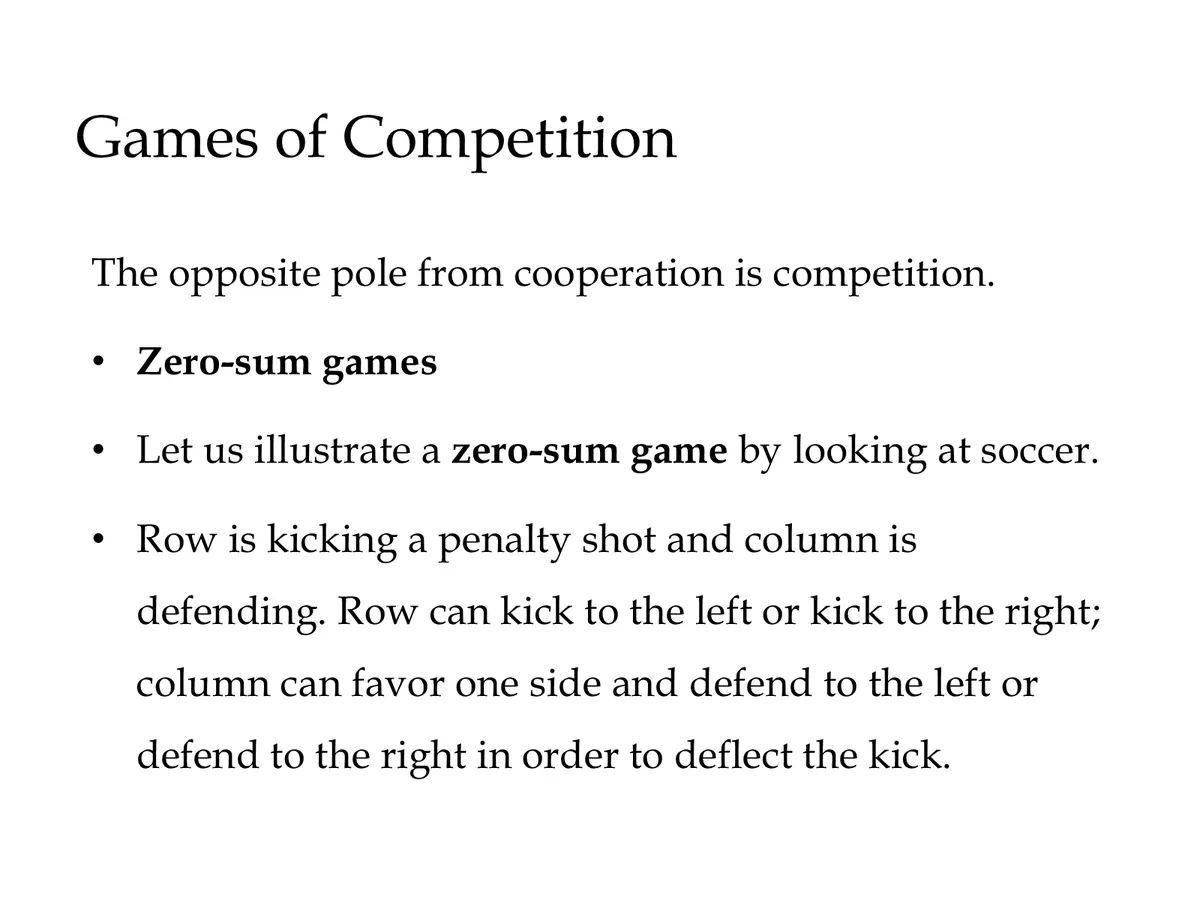 Games of Competition
The opposite pole from cooperation is competition.
• Zero-sum games
• Let us illustrate a zero-sum game by looking at soccer.
• Row is kicking a penalty shot and column is
defending. Row can kick to the left or kick to the right;
column can favor one side and defend to the left or
defend to the right in order to deflect the kick.